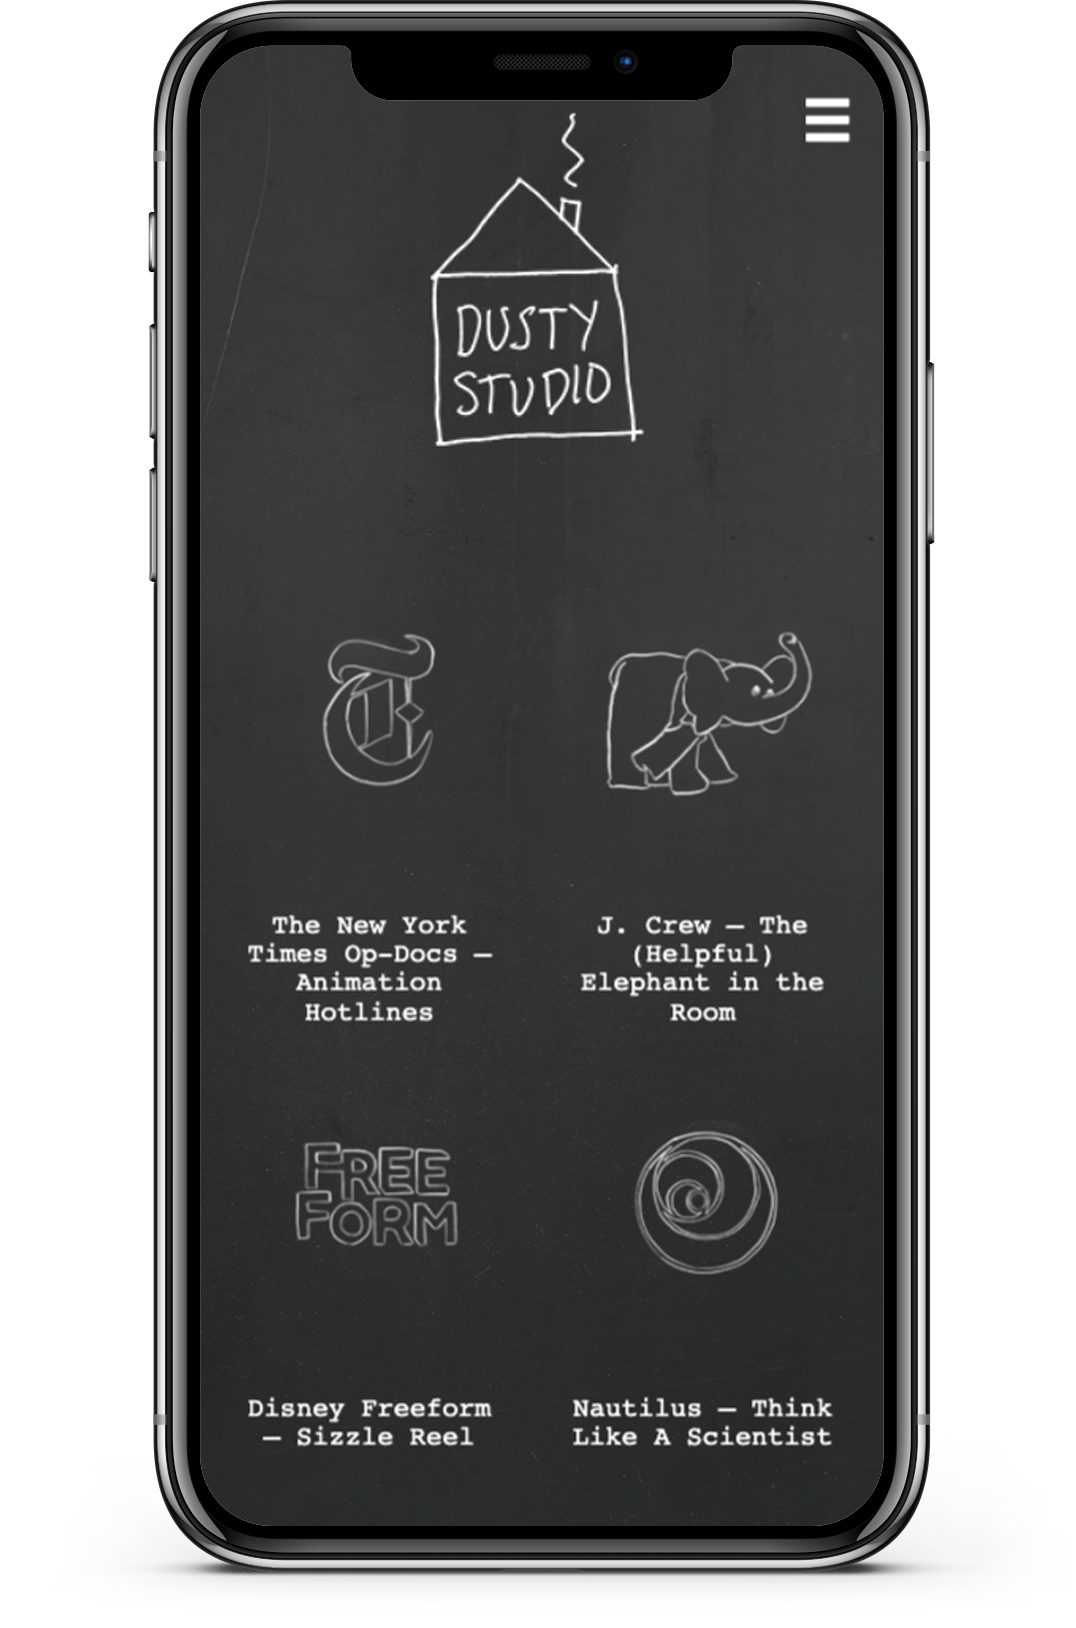 DUSTY
STUDIO
T
The New York
Times Op-Docs —
Animation
Hotlines
J. Crew — The
(Helpful)
Elephant in the
Room
FREE
FORM
Disney Freeform
— Sizzle Reel
Nautilus — Think
Like A Scientist